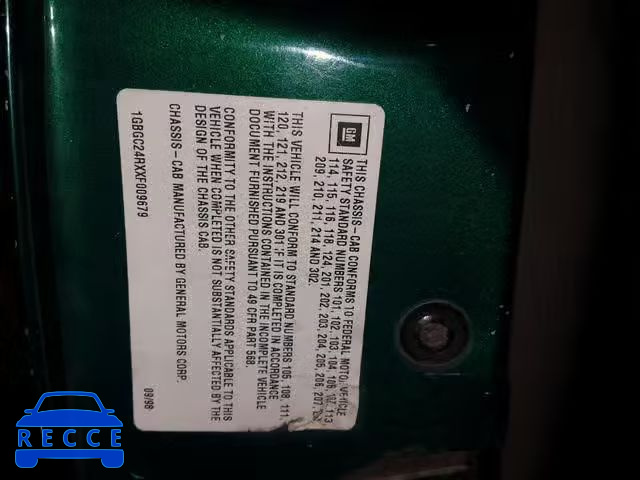 GM
THIS CHASSIS-CAB CONFORMS TO FEDERAL MOTOR VEHICLE
SAFETY STANDARD NUMBERS 101, 102, 103, 104, 106, 107, 113
114, 115, 116, 118, 124, 201, 202, 203, 204, 205, 206, 207,
209, 210, 211, 214 AND 302.
THIS VEHICLE WILL CONFORM TO STANDARD NUMBERS 105, 108, 111,
120, 121, 212, 219 AND 301:IF IT IS COMPLETED IN ACCORDANCE
WITH THE INSTRUCTIONS CONTAINED IN THE INCOMPLETE VEHICLE
DOCUMENT FURNISHED PURSUANT TO 49 CFR PART 568.
CONFORMITY TO THE OTHER SAFETY STANDARDS APPLICABLE TO THIS
VEHICLE WHEN COMPLETED IS NOT SUBSTANTIALLY AFFECTED BY THE
DESIGN OF THE CHASSIS CAB.
CHASSIS-CAB MANUFACTURED BY GENERAL MOTORS CORP.
1GBGC24RXXF009679
09/98
RECCE